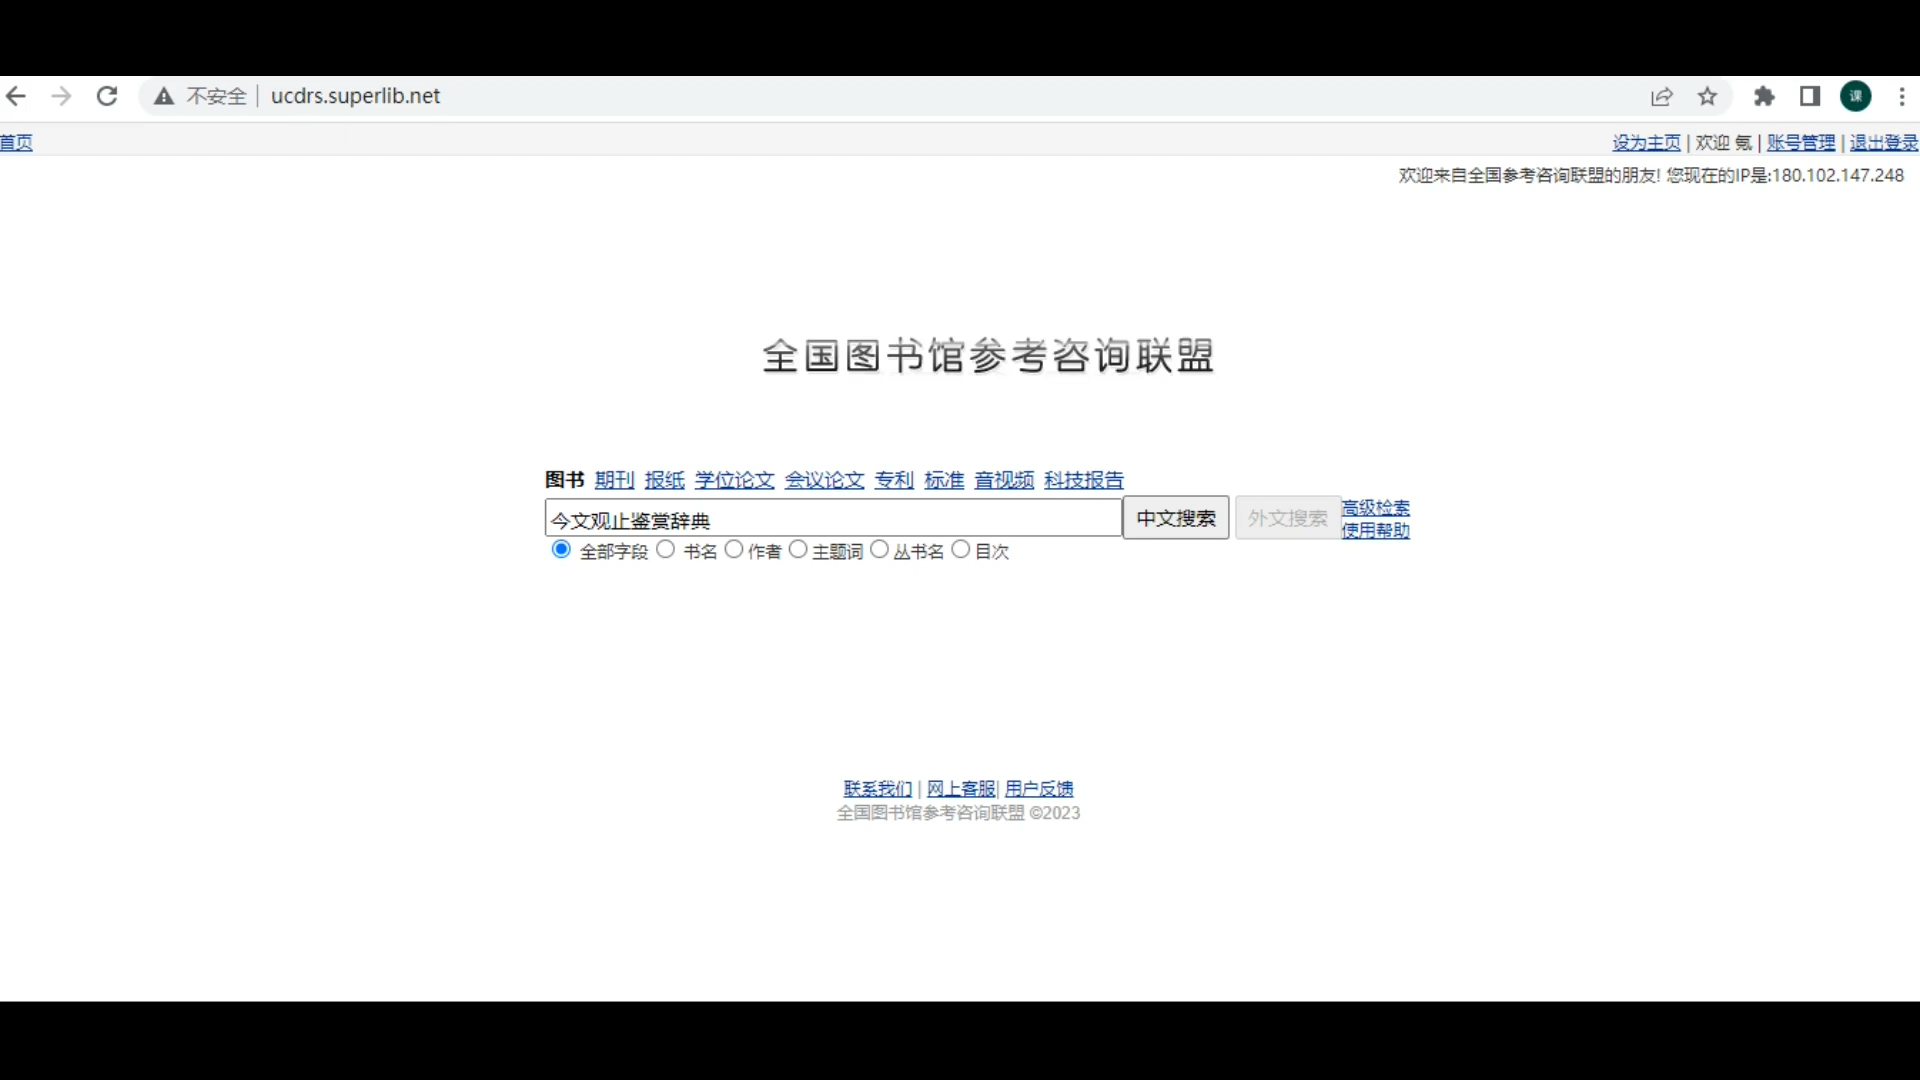 不安全 ucdrs.superlib.net 课
首页 设为主页 | 欢迎 氪 | 账号管理 | 退出登录
欢迎来自全国参考咨询联盟的朋友! 您现在的IP是:180.102.147.248
全国图书馆参考咨询联盟
图书 期刊 报纸 学位论文 会议论文 专利 标准 音视频 科技报告
今文观止鉴赏辞典 中文搜索 外文搜索 高级检索
使用帮助
全部字段 书名 作者 主题词 丛书名 目次
联系我们 | 网上客服| 用户反馈
全国图书馆参考咨询联盟 ©2023